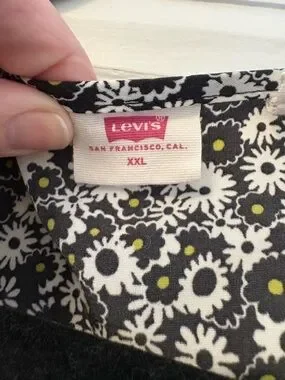 Levi's
SAN FRANCISCO, CAL.
XXL